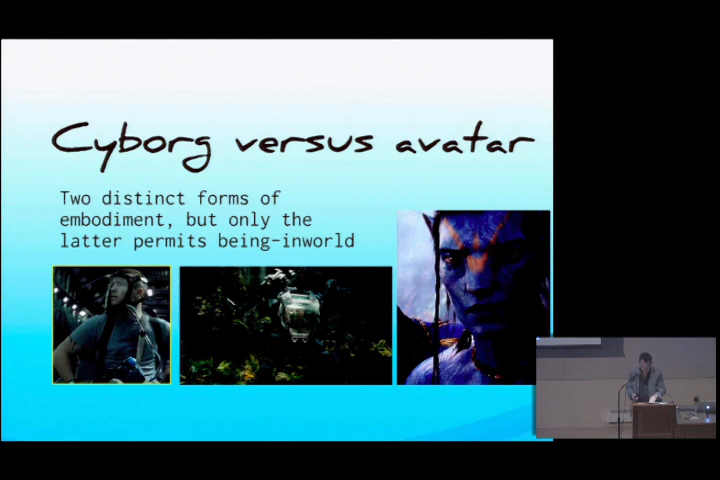 Cyborg versus avatar
Two distinct forms of
embodiment, but only the
latter permits being-inworld